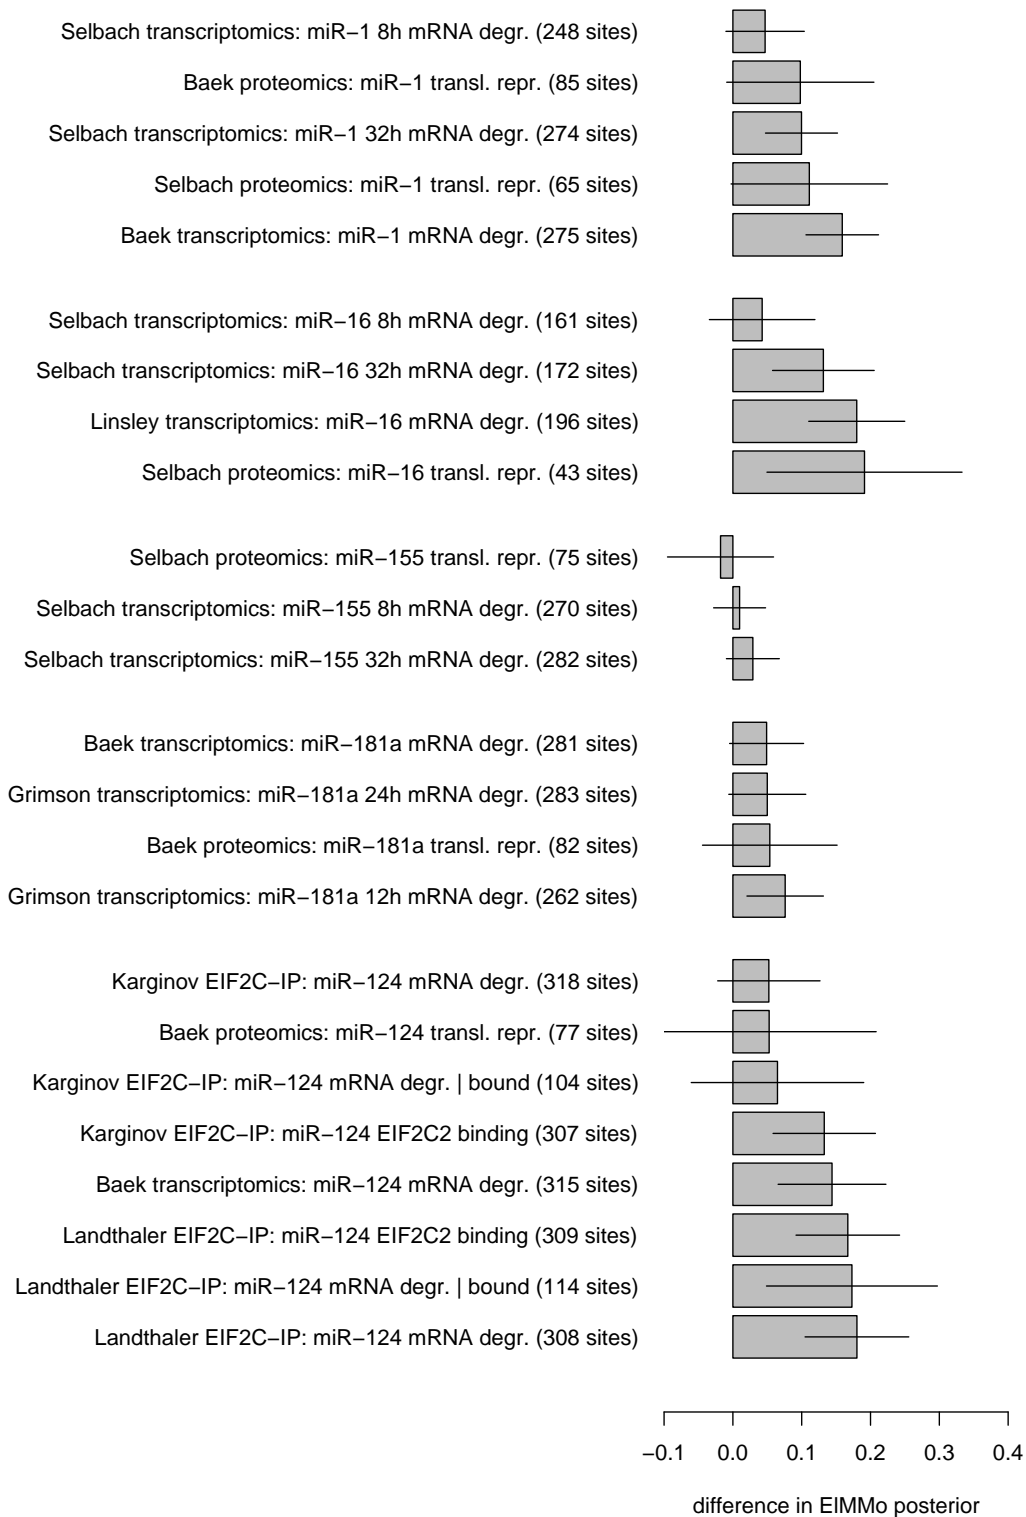 Selbach transcriptomics: miR−1 8h mRNA degr. (248 sites)
Baek proteomics: miR−1 transl. repr. (85 sites)
Selbach transcriptomics: miR−1 32h mRNA degr. (274 sites)
Selbach proteomics: miR−1 transl. repr. (65 sites)
Baek transcriptomics: miR−1 mRNA degr. (275 sites)
Selbach transcriptomics: miR−16 8h mRNA degr. (161 sites)
Selbach transcriptomics: miR−16 32h mRNA degr. (172 sites)
Linsley transcriptomics: miR−16 mRNA degr. (196 sites)
Selbach proteomics: miR−16 transl. repr. (43 sites)
Selbach proteomics: miR−155 transl. repr. (75 sites)
Selbach transcriptomics: miR−155 8h mRNA degr. (270 sites)
Selbach transcriptomics: miR−155 32h mRNA degr. (282 sites)
Baek transcriptomics: miR−181a mRNA degr. (281 sites)
Grimson transcriptomics: miR−181a 24h mRNA degr. (283 sites)
Baek proteomics: miR−181a transl. repr. (82 sites)
Grimson transcriptomics: miR−181a 12h mRNA degr. (262 sites)
Karginov EIF2C−IP: miR−124 mRNA degr. (318 sites)
Baek proteomics: miR−124 transl. repr. (77 sites)
Karginov EIF2C−IP: miR−124 mRNA degr. | bound (104 sites)
Karginov EIF2C−IP: miR−124 EIF2C2 binding (307 sites)
Baek transcriptomics: miR−124 mRNA degr. (315 sites)
Landthaler EIF2C−IP: miR−124 EIF2C2 binding (309 sites)
Landthaler EIF2C−IP: miR−124 mRNA degr. | bound (114 sites)
Landthaler EIF2C−IP: miR−124 mRNA degr. (308 sites)
−0.1 0.0 0.1 0.2 0.3 0.4
difference in ElMMo posterior